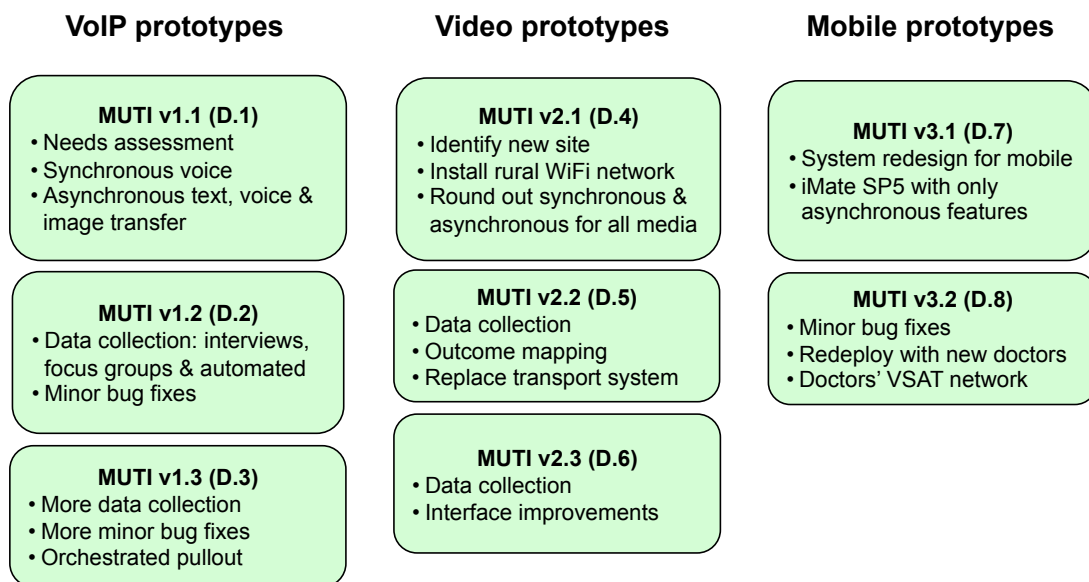 VoIP prototypes
MUTI v1.1 (D.1)
• Needs assessment
• Synchronous voice
• Asynchronous text, voice &
image transfer
MUTI v1.2 (D.2)
• Data collection: interviews,
focus groups & automated
• Minor bug fixes
MUTI v1.3 (D.3)
• More data collection
• More minor bug fixes
• Orchestrated pullout
Video prototypes
MUTI v2.1 (D.4)
• Identify new site
• Install rural WiFi network
• Round out synchronous &
asynchronous for all media
MUTI v2.2 (D.5)
• Data collection
• Outcome mapping
• Replace transport system
MUTI v2.3 (D.6)
• Data collection
• Interface improvements
Mobile prototypes
MUTI v3.1 (D.7)
• System redesign for mobile
• iMate SP5 with only
asynchronous features
MUTI v3.2 (D.8)
• Minor bug fixes
• Redeploy with new doctors
• Doctors’ VSAT network